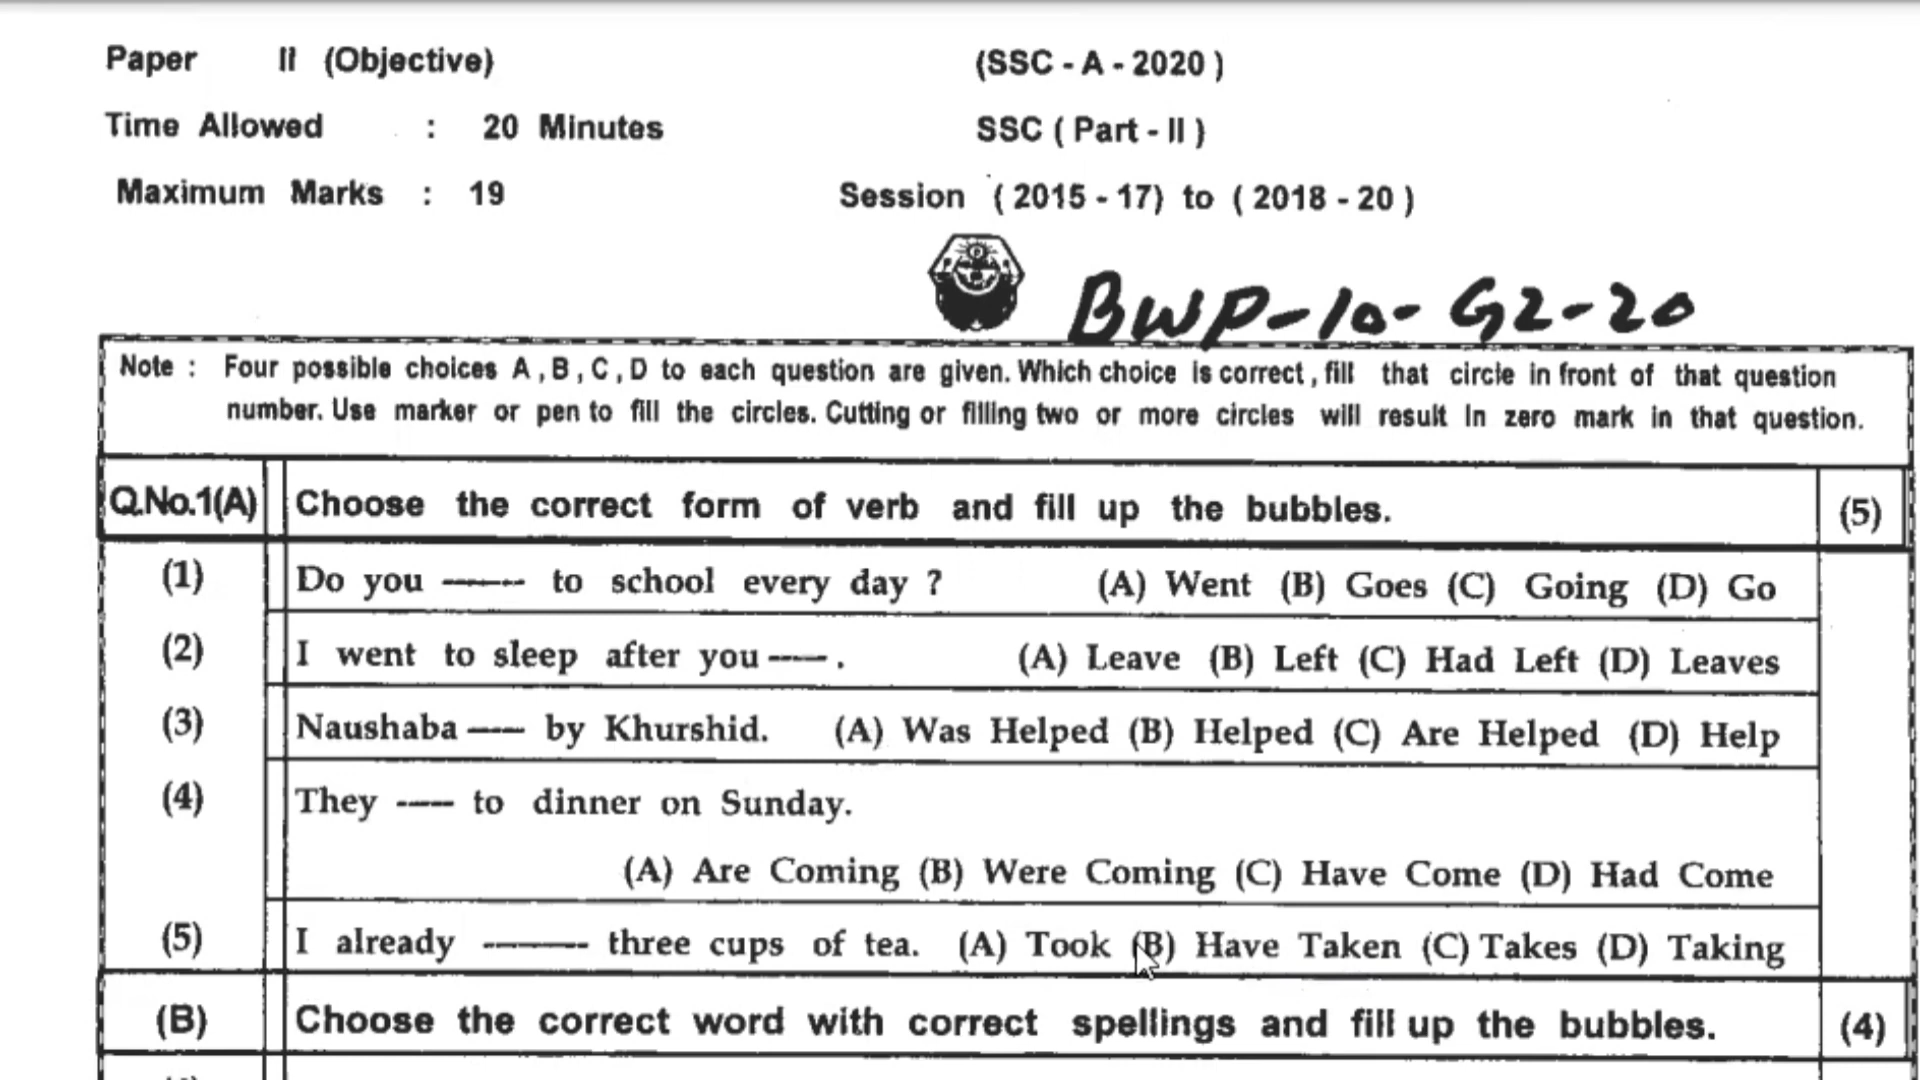 Paper II (Objective) (SSC - A - 2020 )
Time Allowed : 20 Minutes SSC ( Part - II )
Maximum Marks : 19 Session ( 2015 - 17) to ( 2018 - 20 )
BWP-10-G2-20
Note : Four possible choices A , B , C , D to each question are given. Which choice is correct , fill that circle in front of that question
number. Use marker or pen to fill the circles. Cutting or filling two or more circles will result In zero mark in that question.
Q.No.1(A) Choose the correct form of verb and fill up the bubbles. (5)
(1) Do you ------ to school every day ? (A) Went (B) Goes (C) Going (D) Go
(2) I went to sleep after you ---- . (A) Leave (B) Left (C) Had Left (D) Leaves
(3) Naushaba ---- by Khurshid. (A) Was Helped (B) Helped (C) Are Helped (D) Help
(4) They ---- to dinner on Sunday.
(A) Are Coming (B) Were Coming (C) Have Come (D) Had Come
(5) I already ------- three cups of tea. (A) Took (B) Have Taken (C) Takes (D) Taking
(B) Choose the correct word with correct spellings and fill up the bubbles. (4)